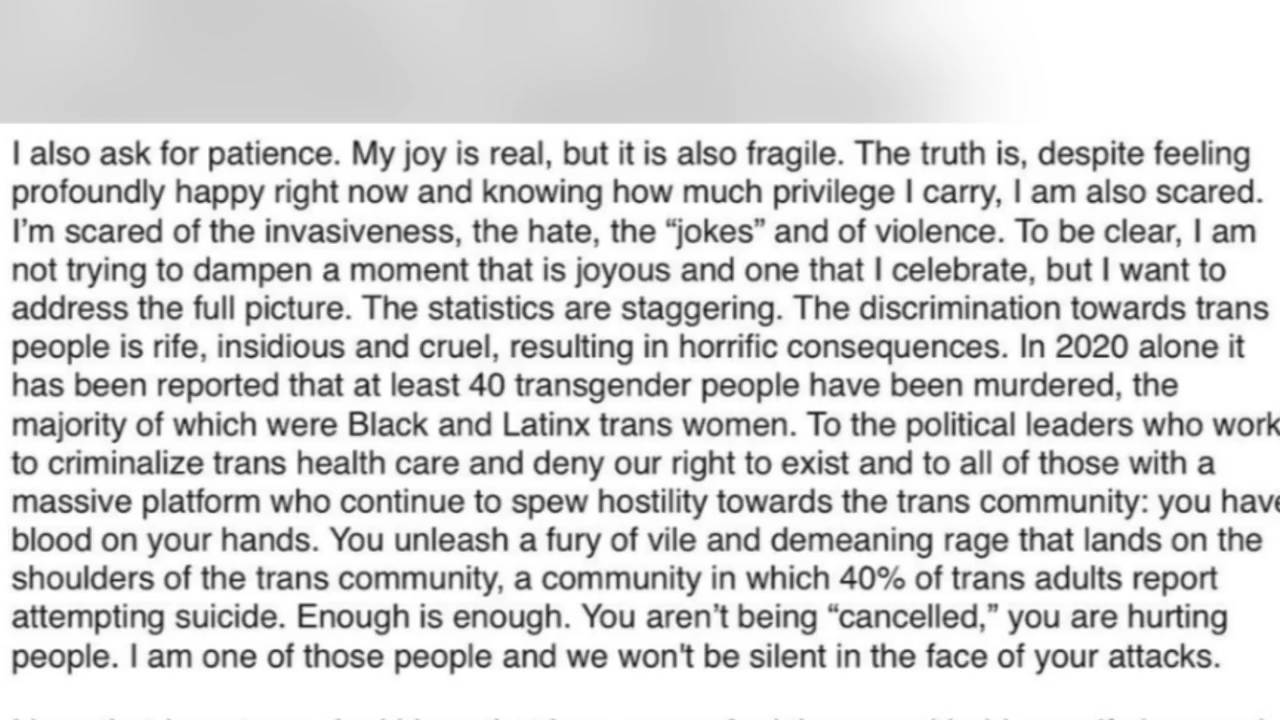 I also ask for patience. My joy is real, but it is also fragile. The truth is, despite feeling
profoundly happy right now and knowing how much privilege I carry, I am also scared.
I’m scared of the invasiveness, the hate, the “jokes” and of violence. To be clear, I am
not trying to dampen a moment that is joyous and one that I celebrate, but I want to
address the full picture. The statistics are staggering. The discrimination towards trans
people is rife, insidious and cruel, resulting in horrific consequences. In 2020 alone it
has been reported that at least 40 transgender people have been murdered, the
majority of which were Black and Latinx trans women. To the political leaders who work
to criminalize trans health care and deny our right to exist and to all of those with a
massive platform who continue to spew hostility towards the trans community: you have
blood on your hands. You unleash a fury of vile and demeaning rage that lands on the
shoulders of the trans community, a community in which 40% of trans adults report
attempting suicide. Enough is enough. You aren’t being “cancelled,” you are hurting
people. I am one of those people and we won't be silent in the face of your attacks.